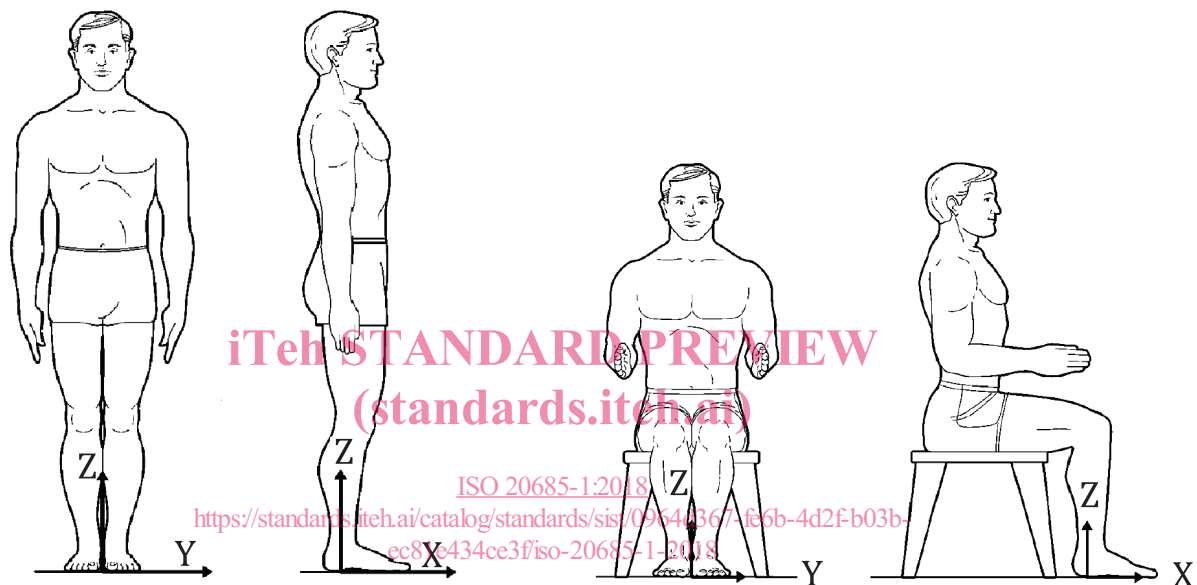 iTeh STANDARD PREVIEW
(standards.iteh.ai)
Z
Z
ISO 20685-1:2018
Z
Z
https://standards.iteh.ai/catalog/standards/sist/0964d367-fe6b-4d2f-b03b-
ec81e434ce3f/iso-20685-1-2018
Y
X
Y
X